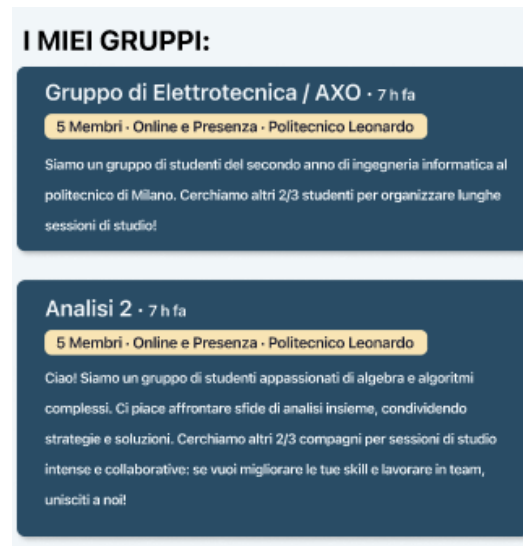 I MIEI GRUPPI:
Gruppo di Elettrotecnica / AXO · 7 h fa
5 Membri · Online e Presenza · Politecnico Leonardo
Siamo un gruppo di studenti del secondo anno di ingegneria informatica al
politecnico di Milano. Cerchiamo altri 2/3 studenti per organizzare lunghe
sessioni di studio!
Analisi 2 · 7 h fa
5 Membri · Online e Presenza · Politecnico Leonardo
Ciao! Siamo un gruppo di studenti appassionati di algebra e algoritmi
complessi. Ci piace affrontare sfide di analisi insieme, condividendo
strategie e soluzioni. Cerchiamo altri 2/3 compagni per sessioni di studio
intense e collaborative: se vuoi migliorare le tue skill e lavorare in team,
unisciti a noi!